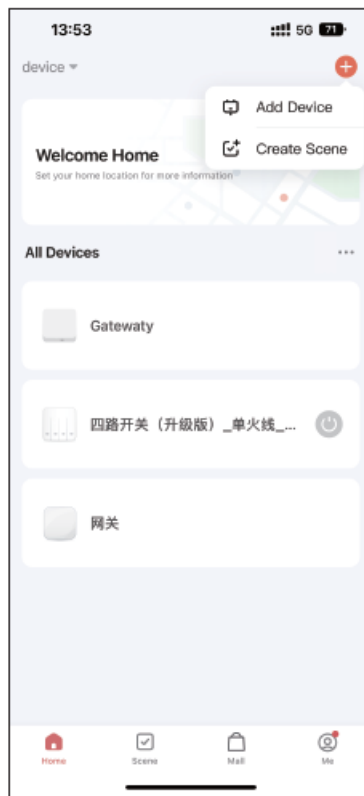 13:53 5G 71
device
Add Device
Create Scene
Welcome Home
Set your home location for more information
All Devices
Gatewaty
四路开关（升级版）_单火线_...
网关
Home Scene Mall Me